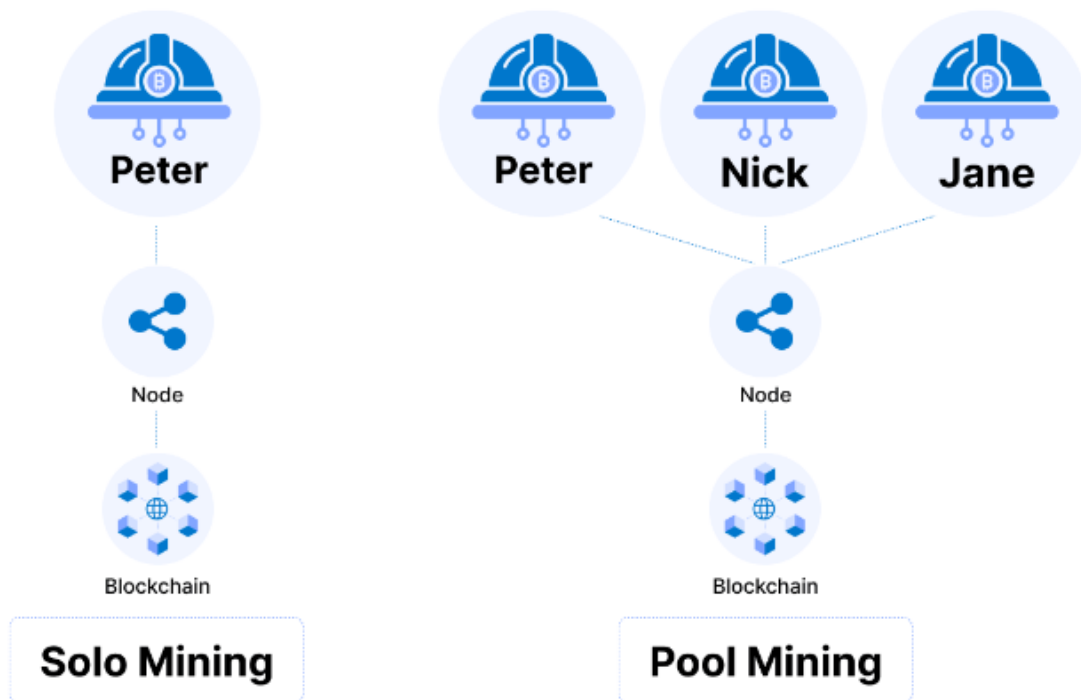 Peter
Node
Blockchain
Solo Mining
Peter
Nick
Jane
Node
Blockchain
Pool Mining